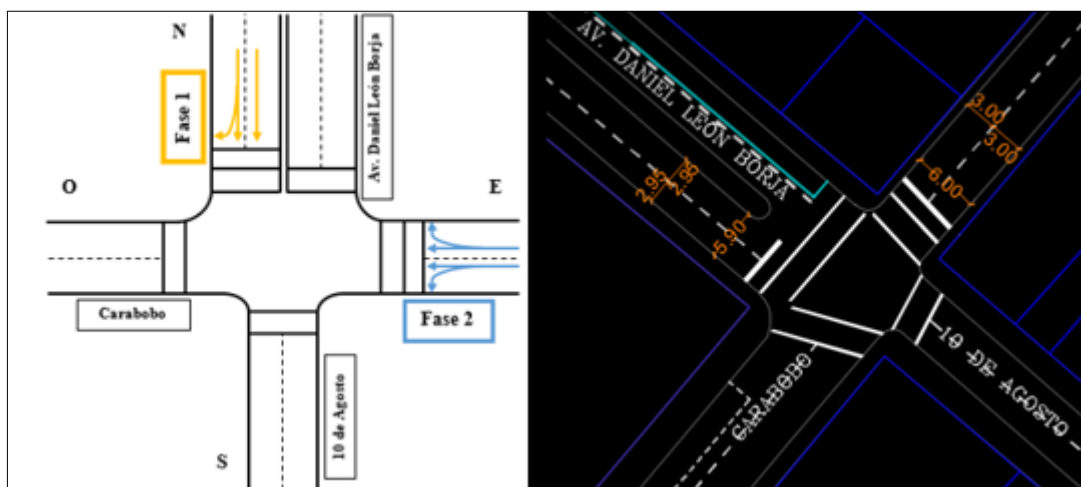 N
Fase 1
Av. Daniel León Borja
O
E
Carabobo
Fase 2
10 de Agosto
S
AV. DANIEL LEÓN BORJA
3.00
3.00
6.00
2.95
2.95
5.90
CARABOBO
10 DE AGOSTO